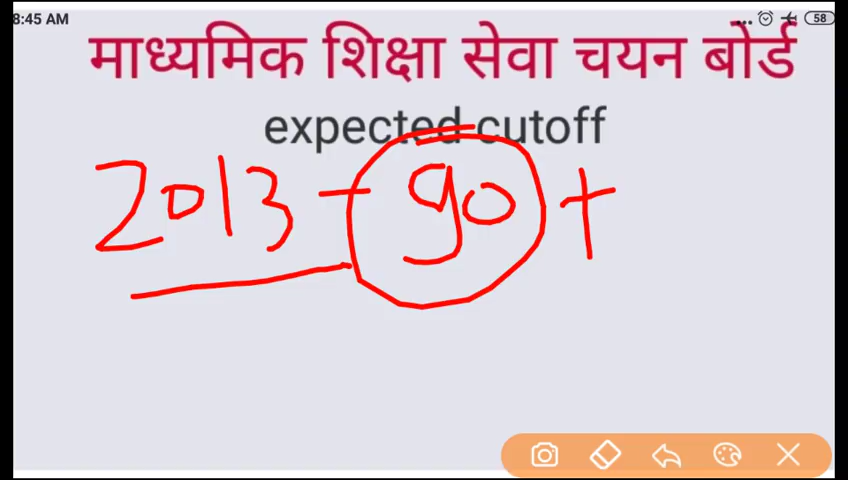 8:45 AM
58
माध्यमिक शिक्षा सेवा चयन बोर्ड
expected cutoff
2013 - 90 +